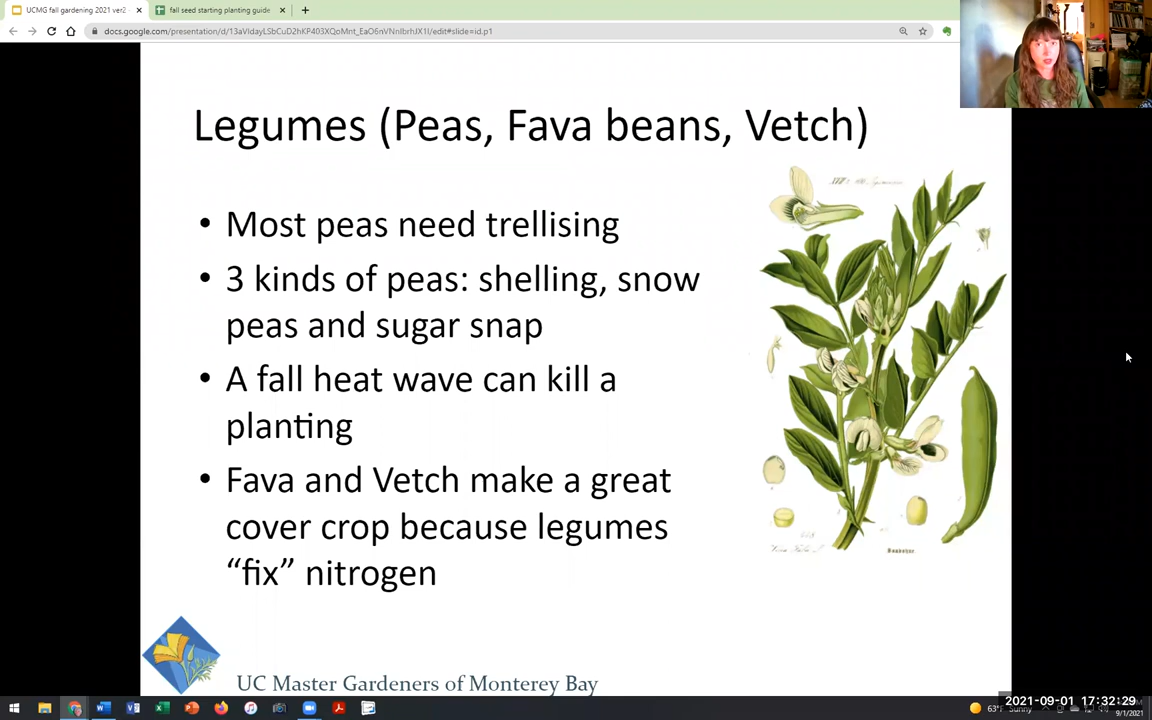 UCMG fall gardening 2021 ver2
fall seed starting planting guide
Legumes (Peas, Fava beans, Vetch)
• Most peas need trellising
• 3 kinds of peas: shelling, snow
peas and sugar snap
• A fall heat wave can kill a
planting
• Fava and Vetch make a great
cover crop because legumes
“fix” nitrogen
UC Master Gardeners of Monterey Bay
2021-09-01 17:32:29
63°
9/1/2021